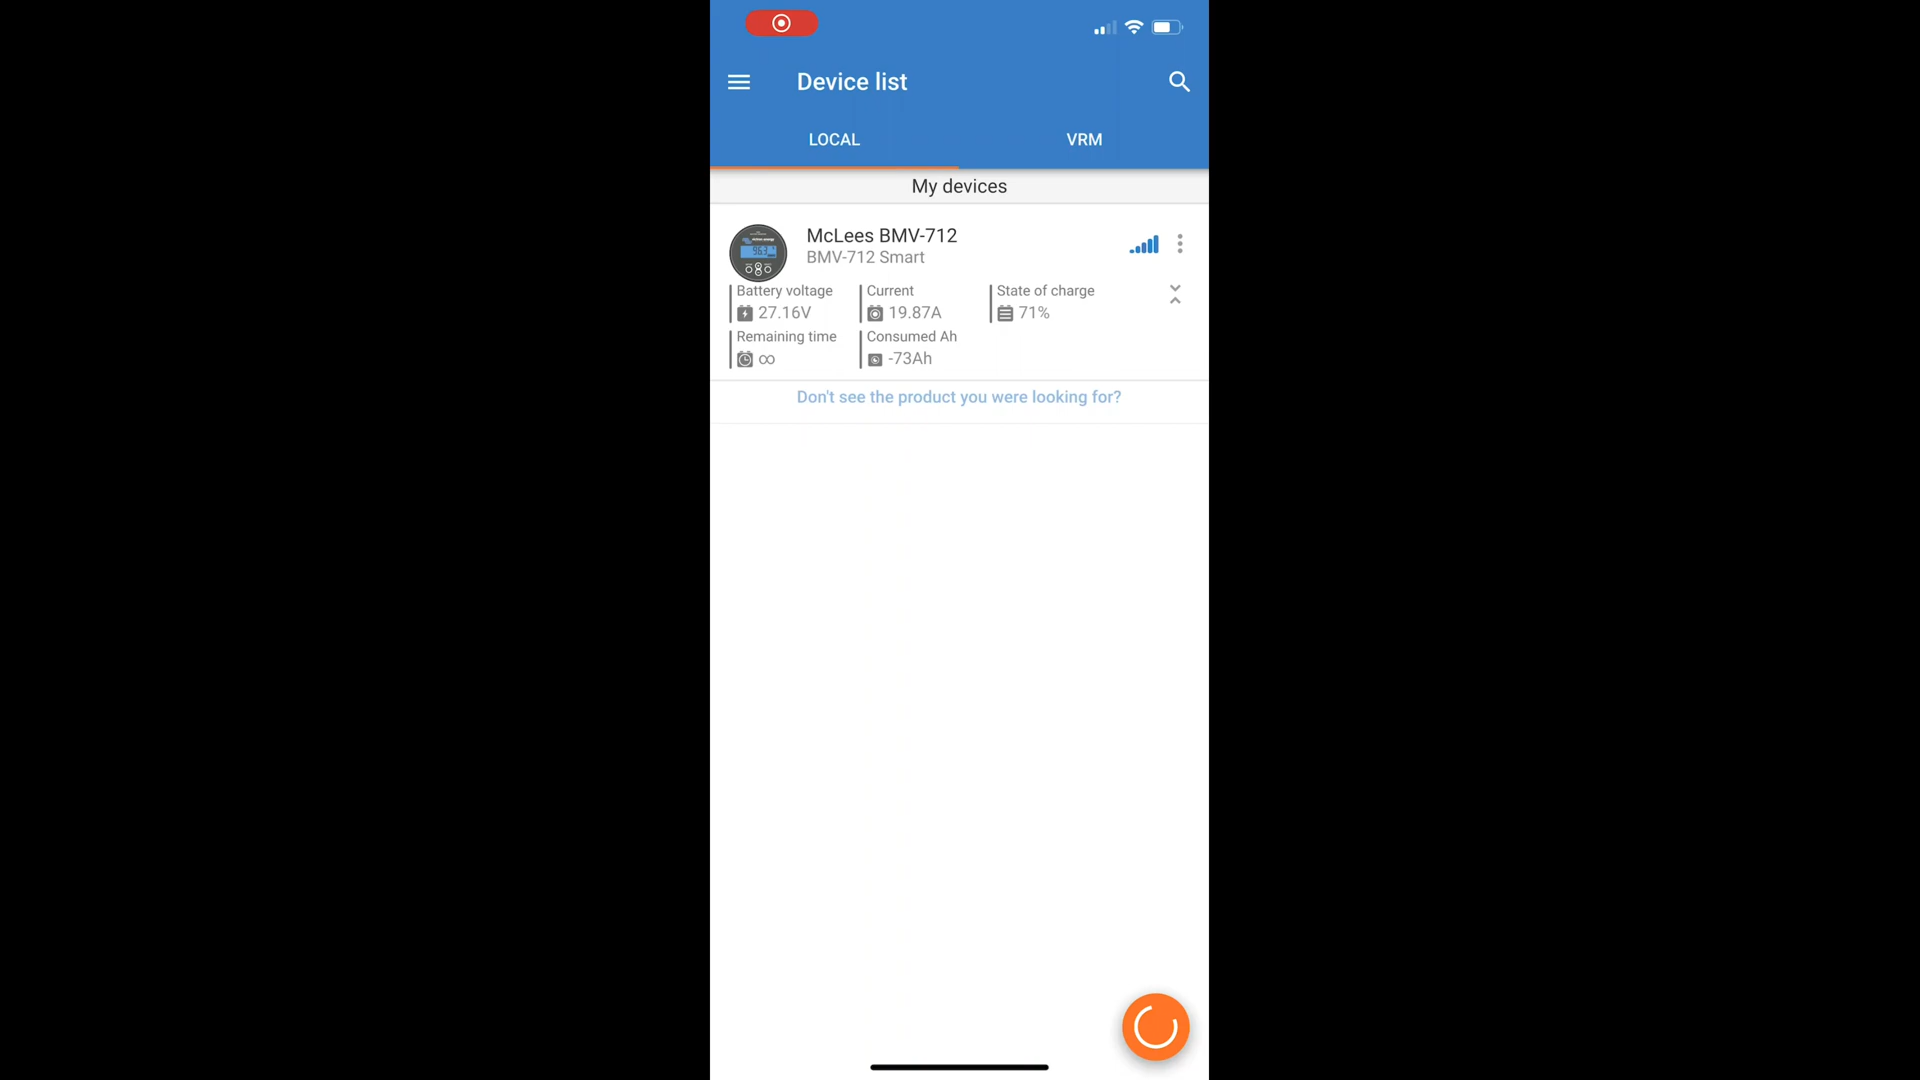 Device list
LOCAL VRM
My devices
McLees BMV-712
BMV-712 Smart
Battery voltage Current State of charge
27.16V 19.87A 71%
Remaining time Consumed Ah
∞ -73Ah
Don't see the product you were looking for?